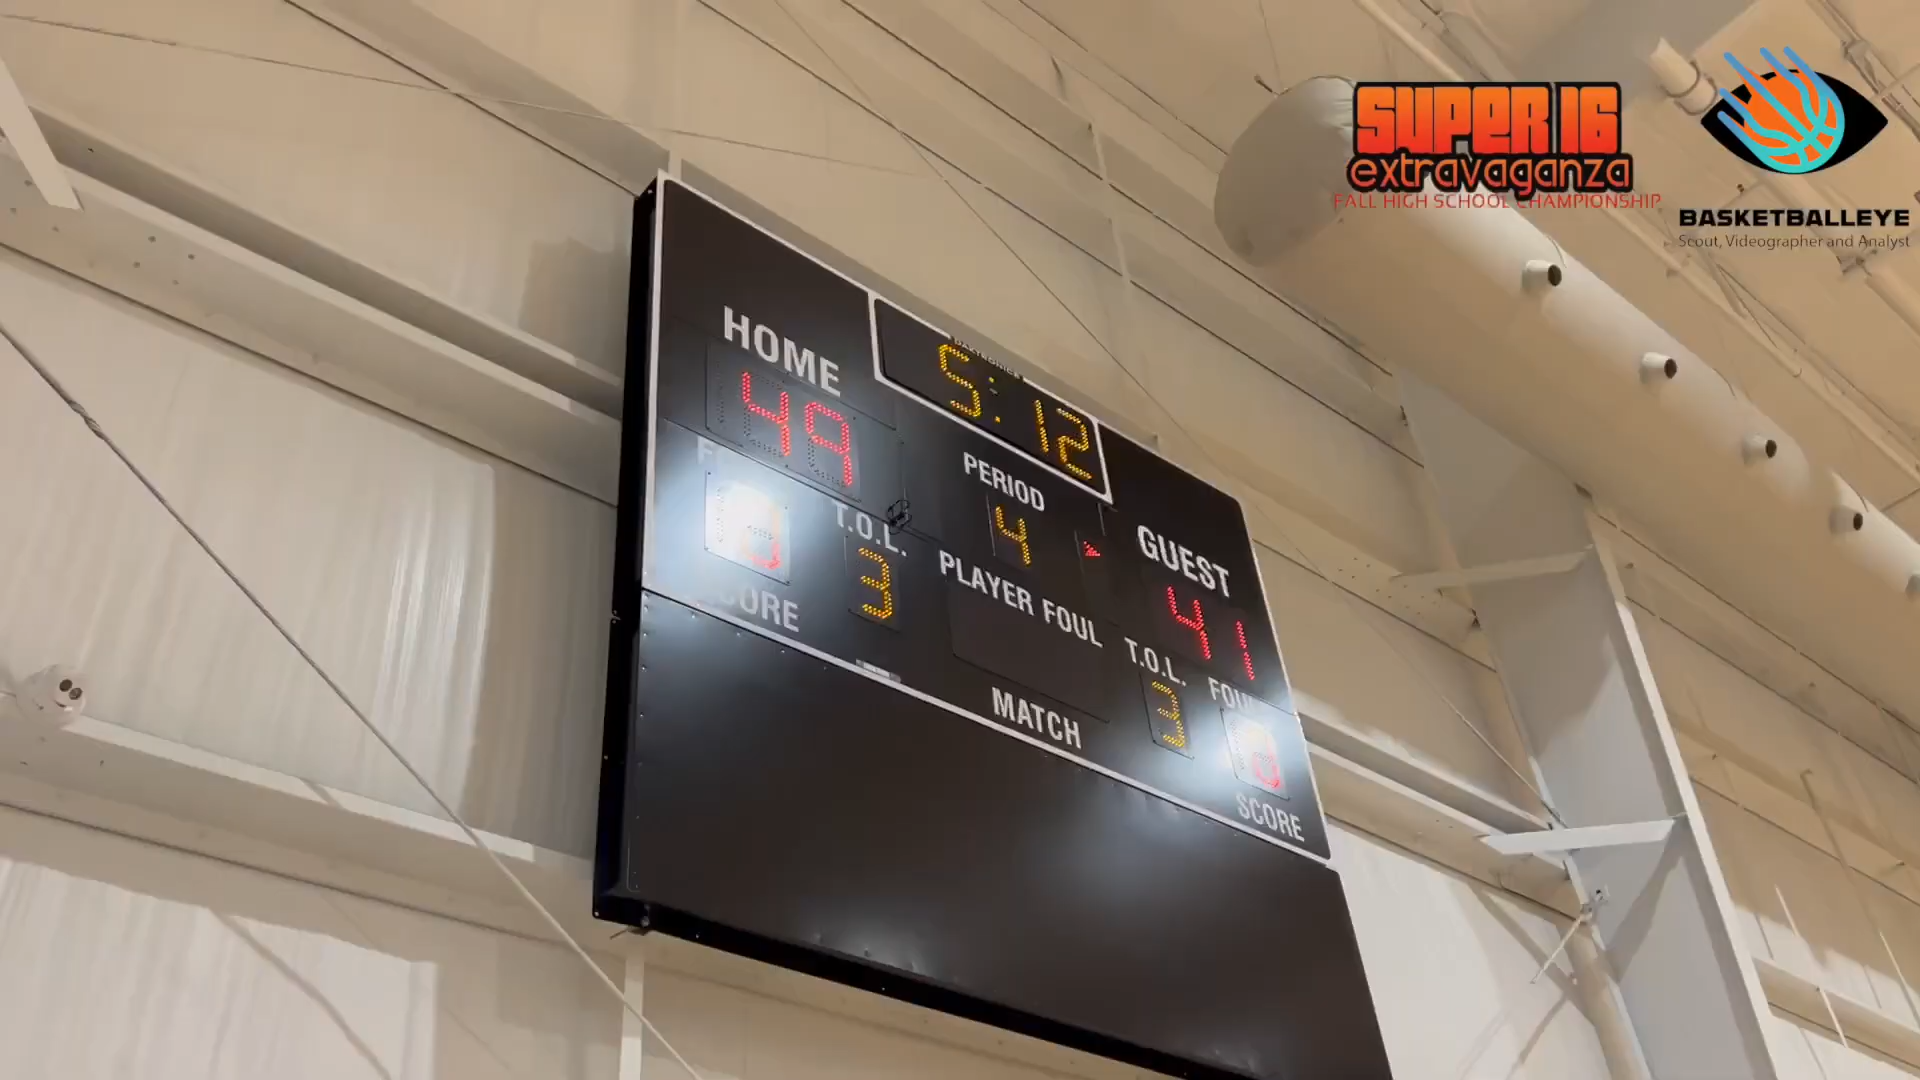 SUPER 16
extravaganza
FALL HIGH SCHOOL CHAMPIONSHIP
BASKETBALLEYE
Scout, Videographer and Analyst
DAKTRONICS
5:12
HOME
49
PERIOD
4
GUEST
41
T.O.L.
3
PLAYER FOUL
T.O.L.
3
SCORE
MATCH
SCORE